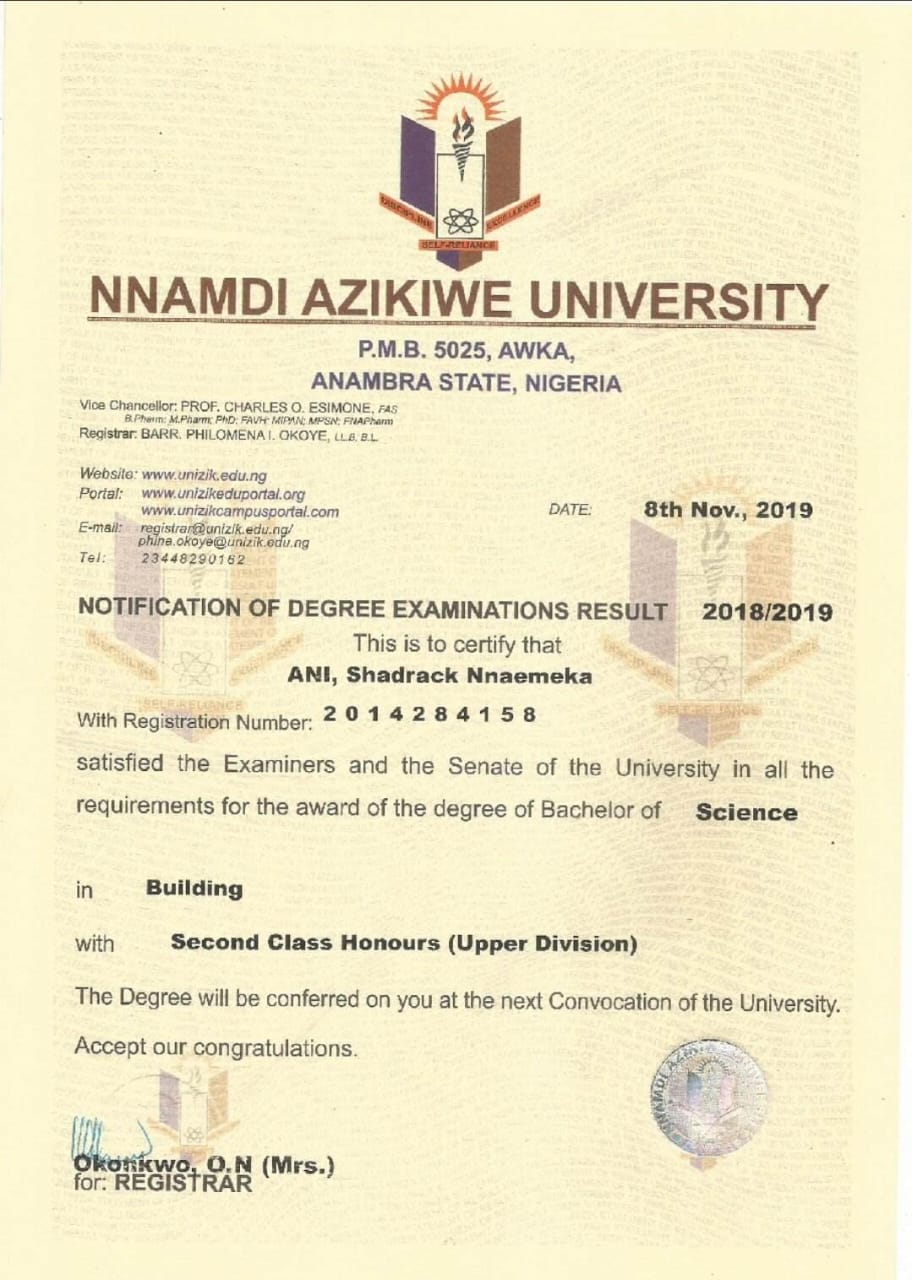 DISCIPLINE
EXCELLENCE
SELF-RELIANCE
NNAMDI AZIKIWE UNIVERSITY
P.M.B. 5025, AWKA,
ANAMBRA STATE, NIGERIA
Vice Chancellor: PROF. CHARLES O. ESIMONE, FAS
B.Pharm; M.Pharm; PhD; FAVH; MIPAN; MPSN; FNAPharm
Registrar: BARR. PHILOMENA I. OKOYE, LL.B, B.L.
Website: www.unizik.edu.ng
Portal: www.unizikeduportal.org
www.unizikcampusportal.com
E-mail: registrar@unizik.edu.ng/
phina.okoye@unizik.edu.ng
Tel: 23448290162
DATE: 8th Nov., 2019
NOTIFICATION OF DEGREE EXAMINATIONS RESULT 2018/2019
This is to certify that
ANI, Shadrack Nnaemeka
With Registration Number: 2014284158
satisfied the Examiners and the Senate of the University in all the
requirements for the award of the degree of Bachelor of Science
in Building
with Second Class Honours (Upper Division)
The Degree will be conferred on you at the next Convocation of the University.
Accept our congratulations.
Okonkwo, O.N (Mrs.)
for: REGISTRAR